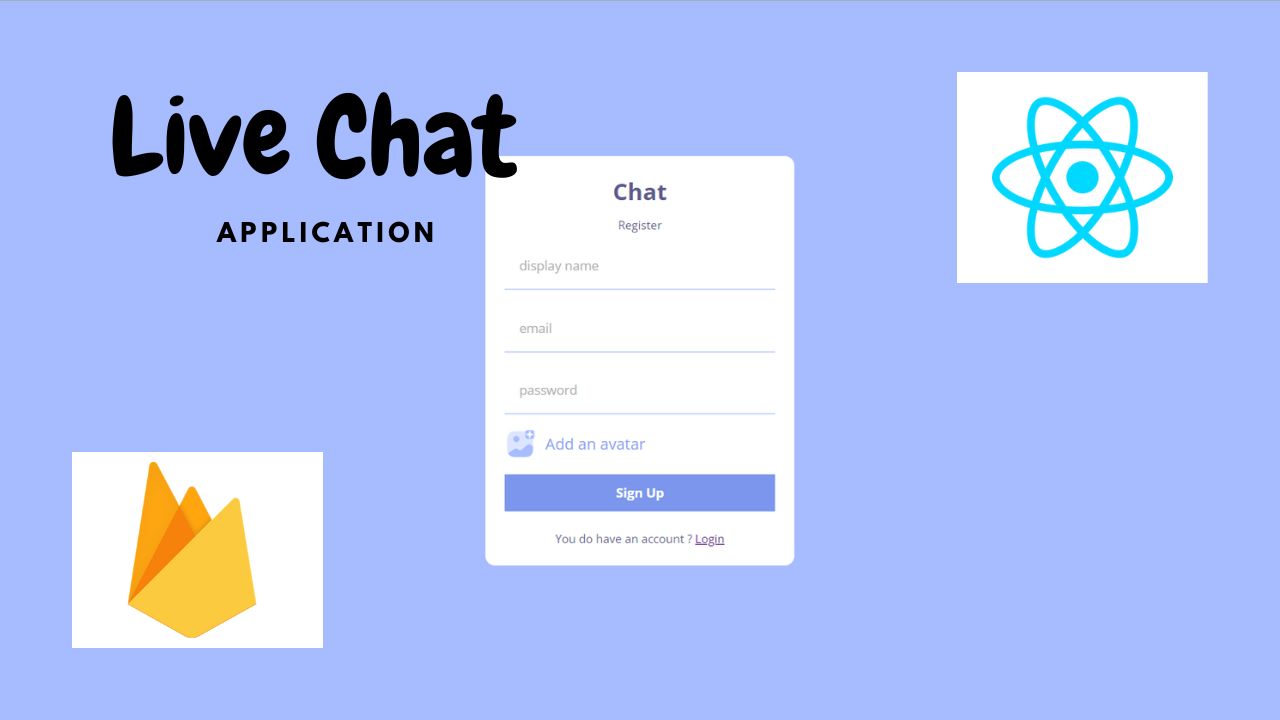 Live Chat
APPLICATION
Chat
Register
display name
email
password
Add an avatar
Sign Up
You do have an account ? Login